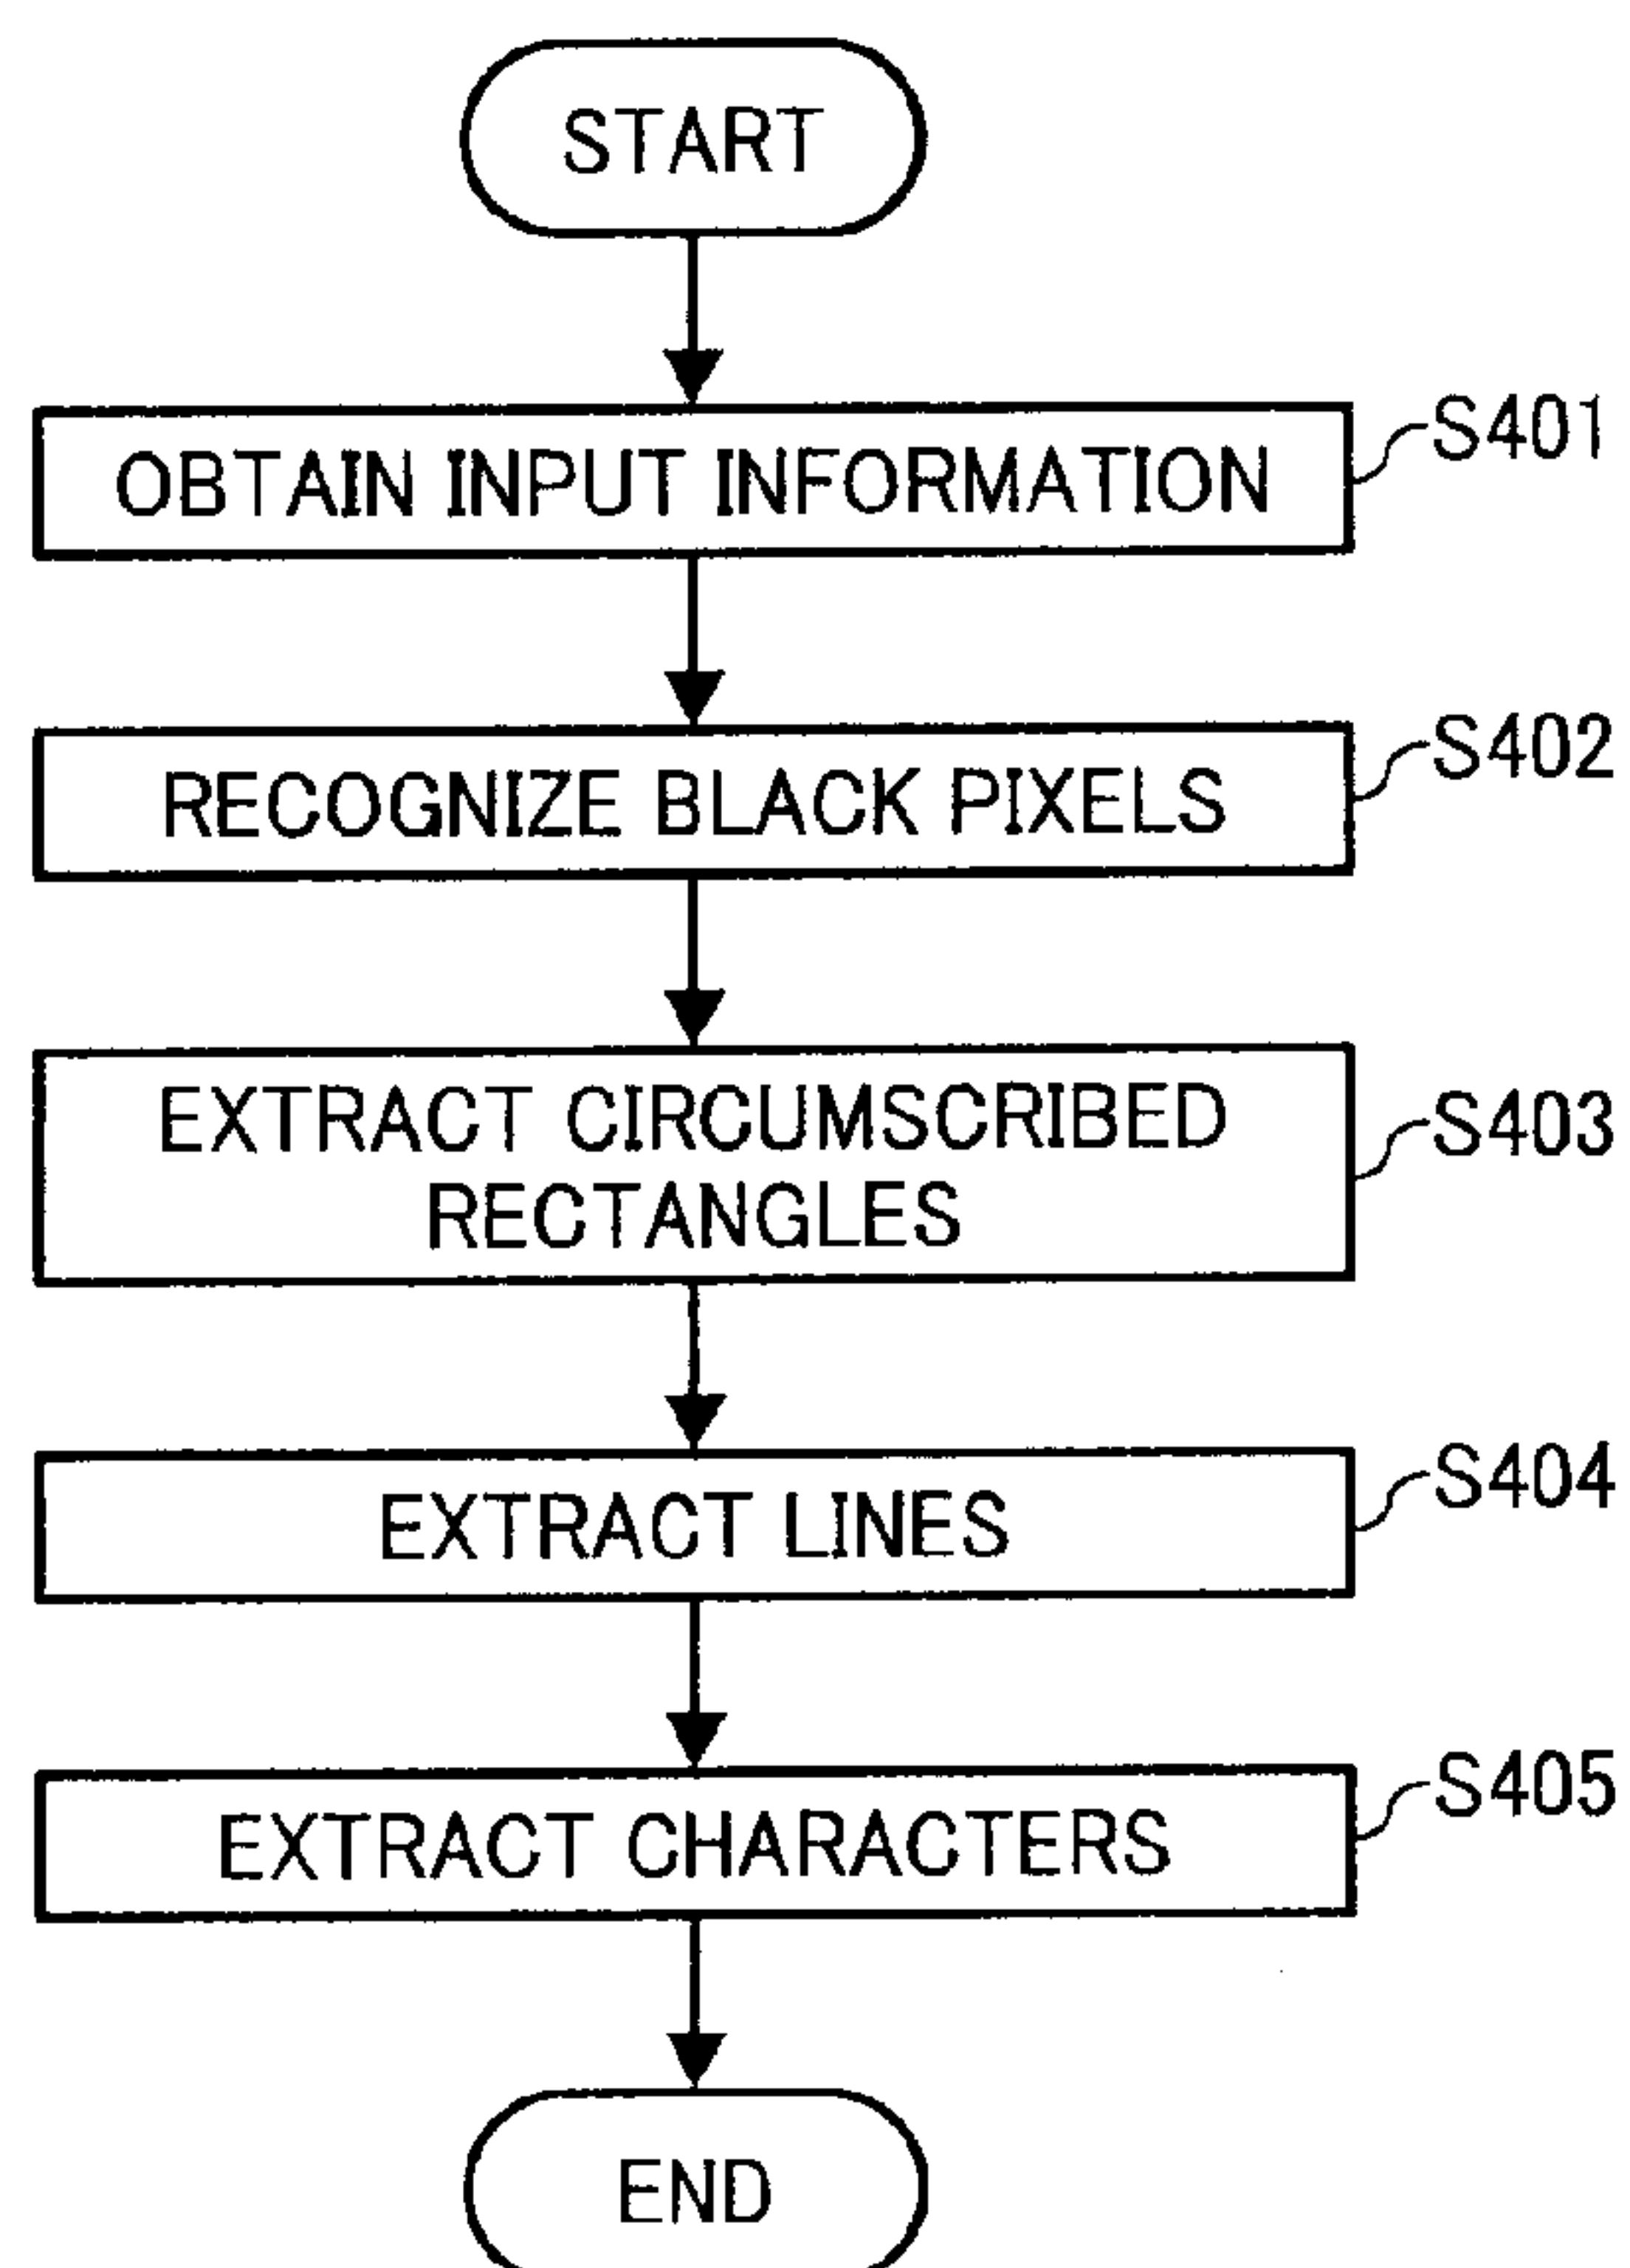 START
S401
OBTAIN INPUT INFORMATION
S402
RECOGNIZE BLACK PIXELS
S403
EXTRACT CIRCUMSCRIBED
RECTANGLES
S404
EXTRACT LINES
S405
EXTRACT CHARACTERS
END